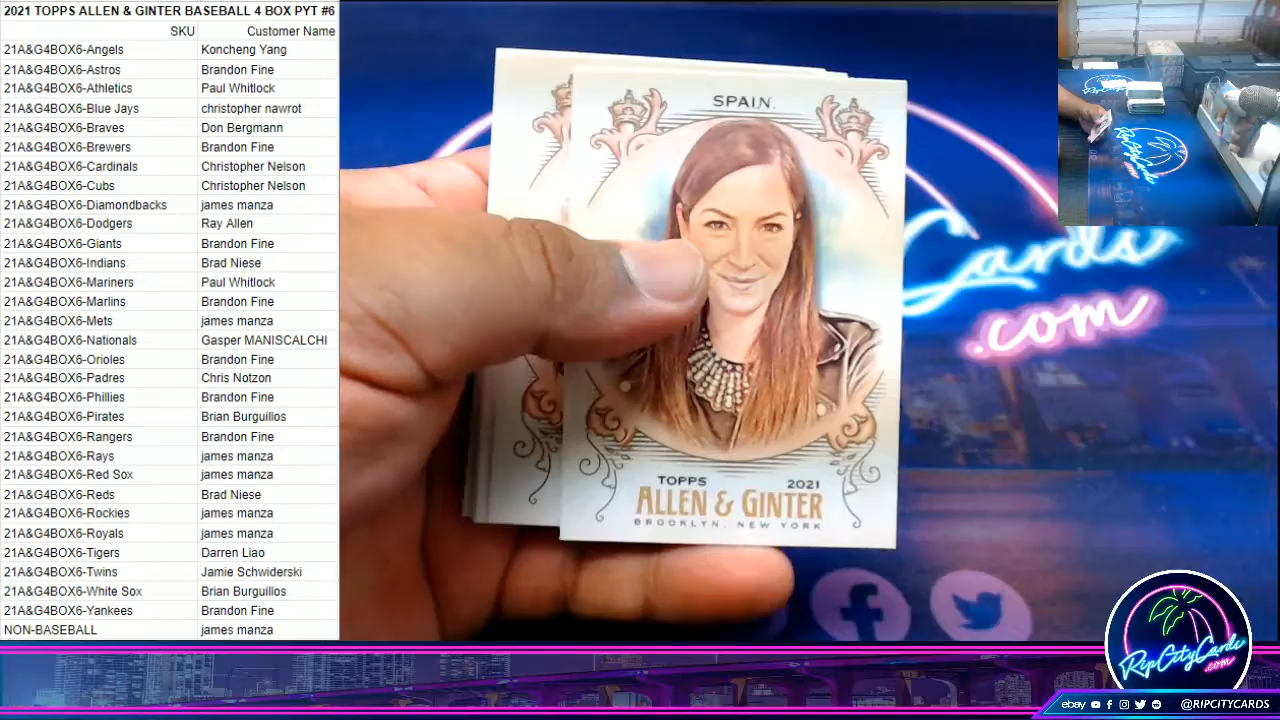 2021 TOPPS ALLEN & GINTER BASEBALL 4 BOX PYT #6
SKU Customer Name
21A&G4BOX6-Angels Koncheng Yang
21A&G4BOX6-Astros Brandon Fine
21A&G4BOX6-Athletics Paul Whitlock
21A&G4BOX6-Blue Jays christopher nawrot
21A&G4BOX6-Braves Don Bergmann
21A&G4BOX6-Brewers Brandon Fine
21A&G4BOX6-Cardinals Christopher Nelson
21A&G4BOX6-Cubs Christopher Nelson
21A&G4BOX6-Diamondbacks james manza
21A&G4BOX6-Dodgers Ray Allen
21A&G4BOX6-Giants Brandon Fine
21A&G4BOX6-Indians Brad Niese
21A&G4BOX6-Mariners Paul Whitlock
21A&G4BOX6-Marlins Brandon Fine
21A&G4BOX6-Mets james manza
21A&G4BOX6-Nationals Gasper MANISCALCHI
21A&G4BOX6-Orioles Brandon Fine
21A&G4BOX6-Padres Chris Notzon
21A&G4BOX6-Phillies Brandon Fine
21A&G4BOX6-Pirates Brian Burguillos
21A&G4BOX6-Rangers Brandon Fine
21A&G4BOX6-Rays james manza
21A&G4BOX6-Red Sox james manza
21A&G4BOX6-Reds Brad Niese
21A&G4BOX6-Rockies james manza
21A&G4BOX6-Royals james manza
21A&G4BOX6-Tigers Darren Liao
21A&G4BOX6-Twins Jamie Schwiderski
21A&G4BOX6-White Sox Brian Burguillos
21A&G4BOX6-Yankees Brandon Fine
NON-BASEBALL james manza
SPAIN
TOPPS 2021
ALLEN & GINTER
BROOKLYN, NEW YORK
Cards
.com
RipCityCards
.com
ebay @RIPCITYCARDS